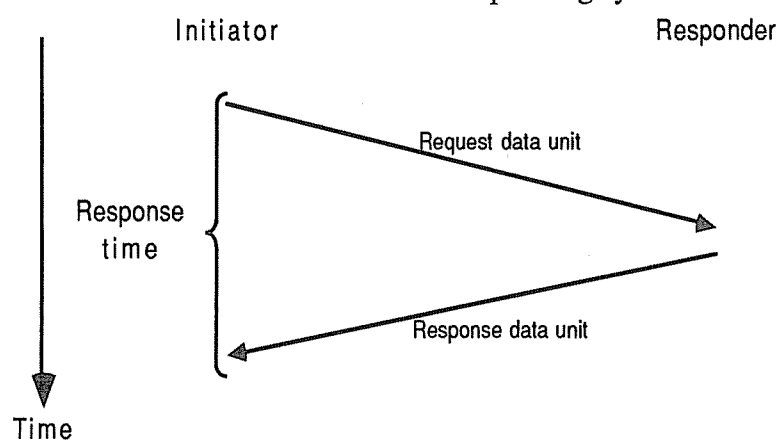 Initiator
Responder
Request data unit
Response
time
Response data unit
Time